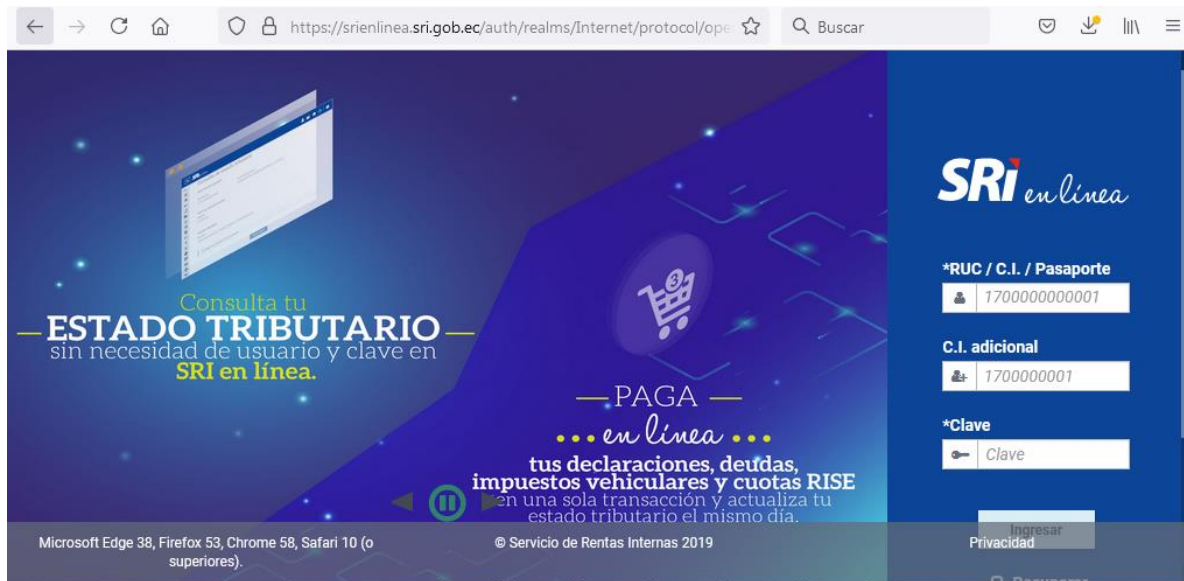 https://srienlinea.sri.gob.ec/auth/realms/Internet/protocol/ope
Buscar
Consulta tu
ESTADO TRIBUTARIO
sin necesidad de usuario y clave en
SRI en línea.
3
PAGA
en línea
tus declaraciones, deudas,
impuestos vehiculares y cuotas RISE
en una sola transacción y actualiza tu
estado tributario el mismo día.
SRi en línea
*RUC / C.I. / Pasaporte
1700000000001
C.I. adicional
1700000001
*Clave
Clave
Ingresar
Microsoft Edge 38, Firefox 53, Chrome 58, Safari 10 (o
superiores).
© Servicio de Rentas Internas 2019
Privacidad